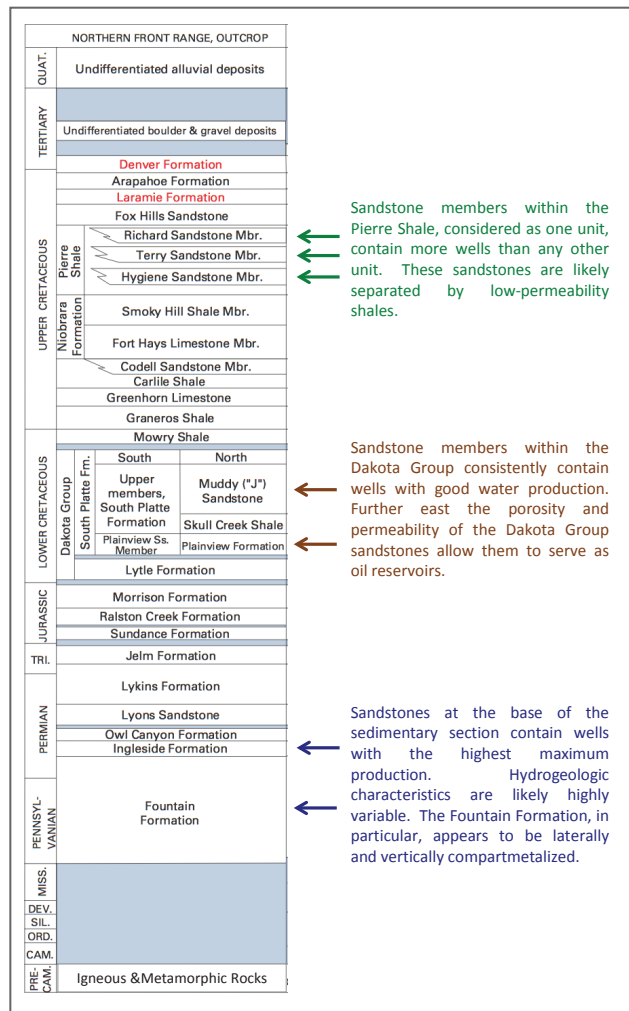 NORTHERN FRONT RANGE, OUTCROP
QUAT.
Undifferentiated alluvial deposits
TERTIARY
Undifferentiated boulder & gravel deposits
Denver Formation
UPPER CRETACEOUS
Arapahoe Formation
Laramie Formation
Fox Hills Sandstone
Pierre
Shale
Richard Sandstone Mbr.
Terry Sandstone Mbr.
Hygiene Sandstone Mbr.
Sandstone members within the
Pierre Shale, considered as one unit,
contain more wells than any other
unit. These sandstones are likely
separated by low-permeability
shales.
Niobrara
Formation
Smoky Hill Shale Mbr.
Fort Hays Limestone Mbr.
Codell Sandstone Mbr.
Carlile Shale
Greenhorn Limestone
Graneros Shale
LOWER CRETACEOUS
Mowry Shale
Dakota Group
South Platte Fm.
South
North
Upper
members,
South Platte
Formation
Muddy ("J")
Sandstone
Skull Creek Shale
Plainview Ss.
Member
Plainview Formation
Lytle Formation
Sandstone members within the
Dakota Group consistently contain
wells with good water production.
Further east the porosity and
permeability of the Dakota Group
sandstones allow them to serve as
oil reservoirs.
JURASSIC
Morrison Formation
Ralston Creek Formation
Sundance Formation
TRI.
Jelm Formation
PERMIAN
Lykins Formation
Lyons Sandstone
Owl Canyon Formation
Ingleside Formation
PENNSYL-
VANIAN
Fountain
Formation
Sandstones at the base of the
sedimentary section contain wells
with the highest maximum
production. Hydrogeologic
characteristics are likely highly
variable. The Fountain Formation, in
particular, appears to be laterally
and vertically compartmetalized.
MISS.
DEV.
SIL.
ORD.
CAM.
PRE-
CAM.
Igneous &Metamorphic Rocks